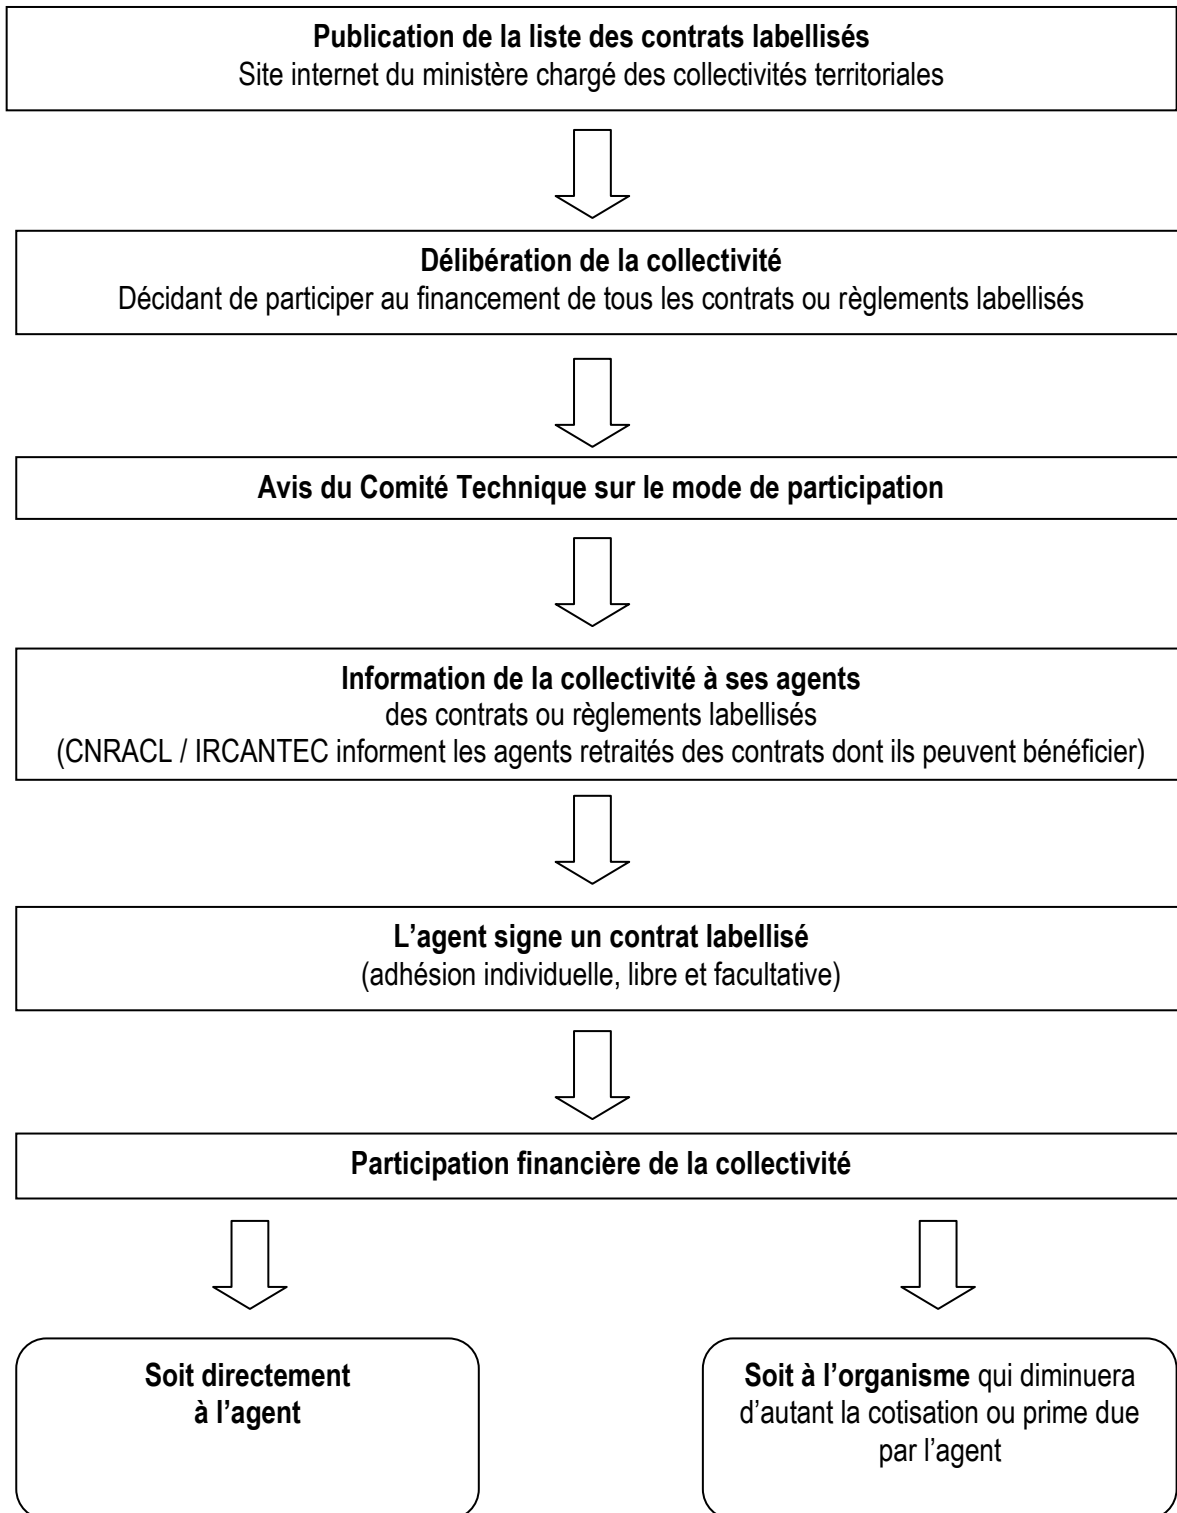 Publication de la liste des contrats labellisés
Site internet du ministère chargé des collectivités territoriales
Délibération de la collectivité
Décidant de participer au financement de tous les contrats ou règlements labellisés
Avis du Comité Technique sur le mode de participation
Information de la collectivité à ses agents
des contrats ou règlements labellisés
(CNRACL / IRCANTEC informent les agents retraités des contrats dont ils peuvent bénéficier)
L’agent signe un contrat labellisé
(adhésion individuelle, libre et facultative)
Participation financière de la collectivité
Soit directement
à l’agent
Soit à l’organisme qui diminuera
d’autant la cotisation ou prime due
par l’agent